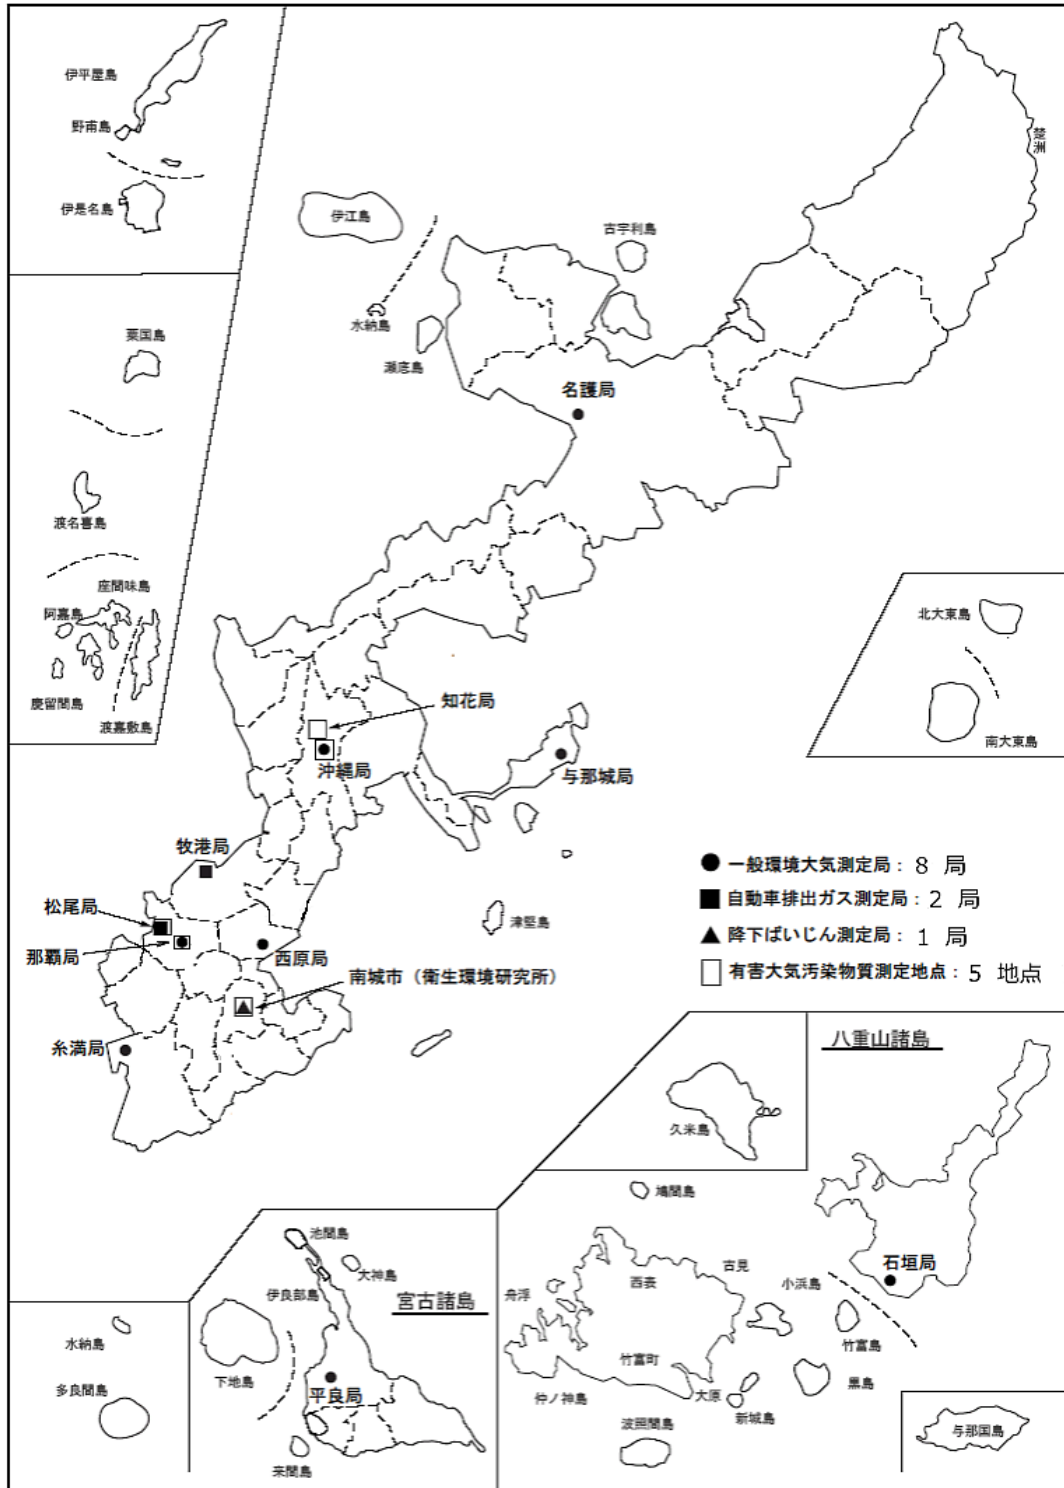 伊平屋島
野甫島
伊是名島
粟国島
渡名喜島
座間味島
阿嘉島
慶留間島
渡嘉敷島
伊江島
水納島
瀬底島
古宇利島
楚洲
名護局
北大東島
南大東島
知花局
沖縄局
与那城局
牧港局
松尾局
那覇局
西原局
南城市（衛生環境研究所）
糸満局
津堅島
●一般環境大気測定局：8 局
■自動車排出ガス測定局：2 局
▲降下ばいじん測定局：1 局
□有害大気汚染物質測定地点：5 地点
久米島
八重山諸島
鳩間島
古見
西表
舟浮
小浜島
石垣局
竹富島
竹富町
大原
黒島
新城島
仲ノ神島
波照間島
与那国島
池間島
大神島
伊良部島
宮古諸島
下地島
平良局
来間島
水納島
多良間島